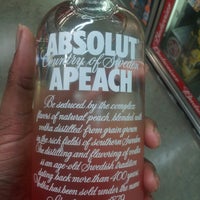 ABSOLUT
Country of Sweden
APEACH
Be seduced by the complex
flavors of natural peach, blended with
vodka distilled from grain grown
in the rich fields of southern Sweden.
The distilling and flavoring of vodka
is an age-old Swedish tradition
dating back more than 400 years.
Vodka has been sold under the name
1879